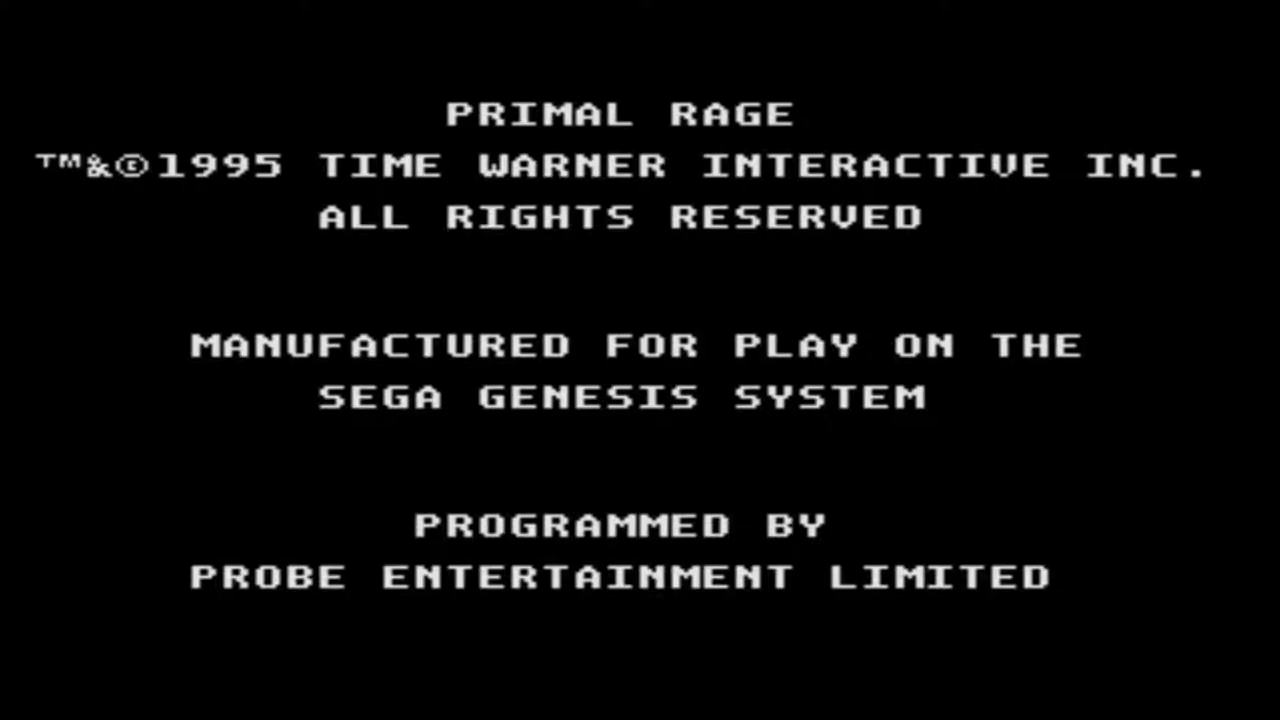 PRIMAL RAGE
™&©1995 TIME WARNER INTERACTIVE INC.
ALL RIGHTS RESERVED
MANUFACTURED FOR PLAY ON THE
SEGA GENESIS SYSTEM
PROGRAMMED BY
PROBE ENTERTAINMENT LIMITED